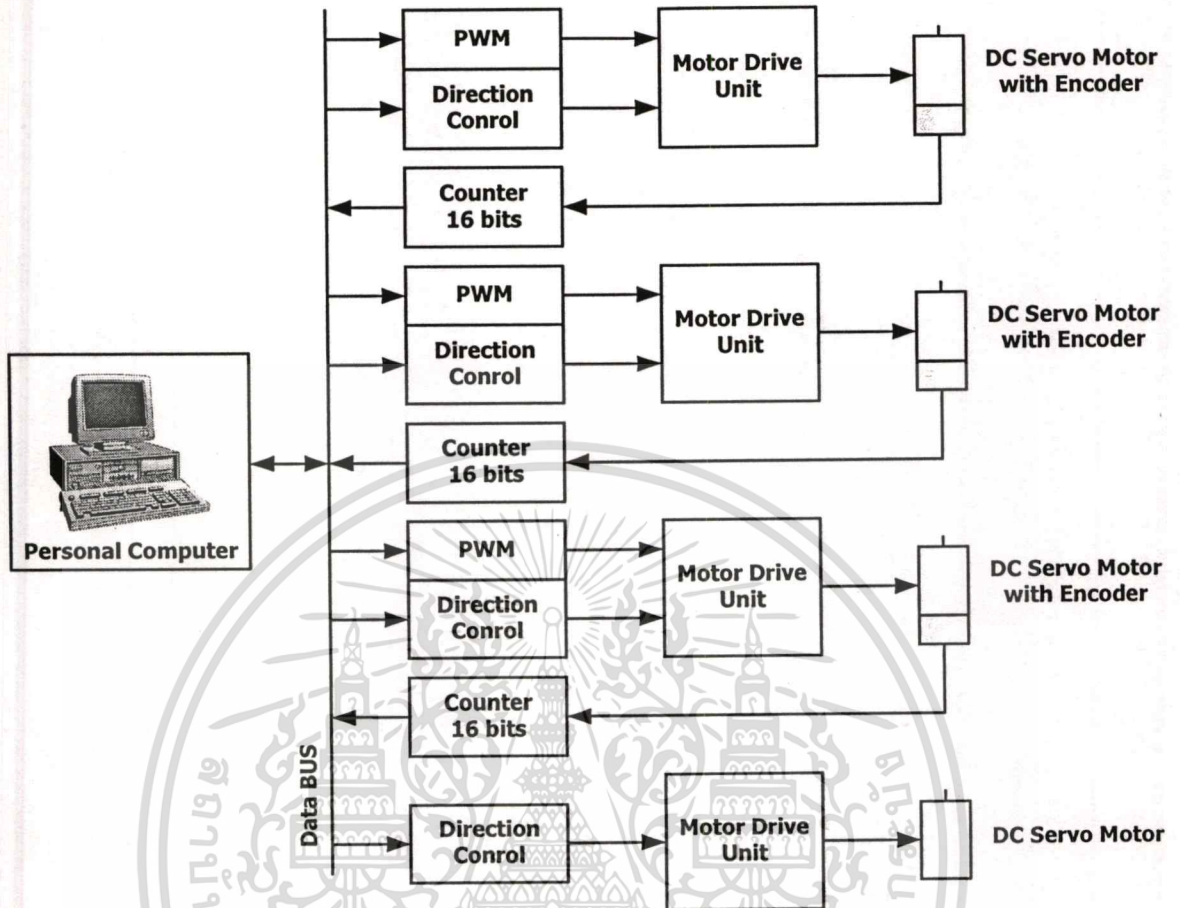 PWM
Direction
Conrol
Motor Drive
Unit
DC Servo Motor
with Encoder
Counter
16 bits
PWM
Direction
Conrol
Motor Drive
Unit
DC Servo Motor
with Encoder
Counter
16 bits
Personal Computer
PWM
Direction
Conrol
Motor Drive
Unit
DC Servo Motor
with Encoder
Counter
16 bits
Data BUS
Direction
Conrol
Motor Drive
Unit
DC Servo Motor